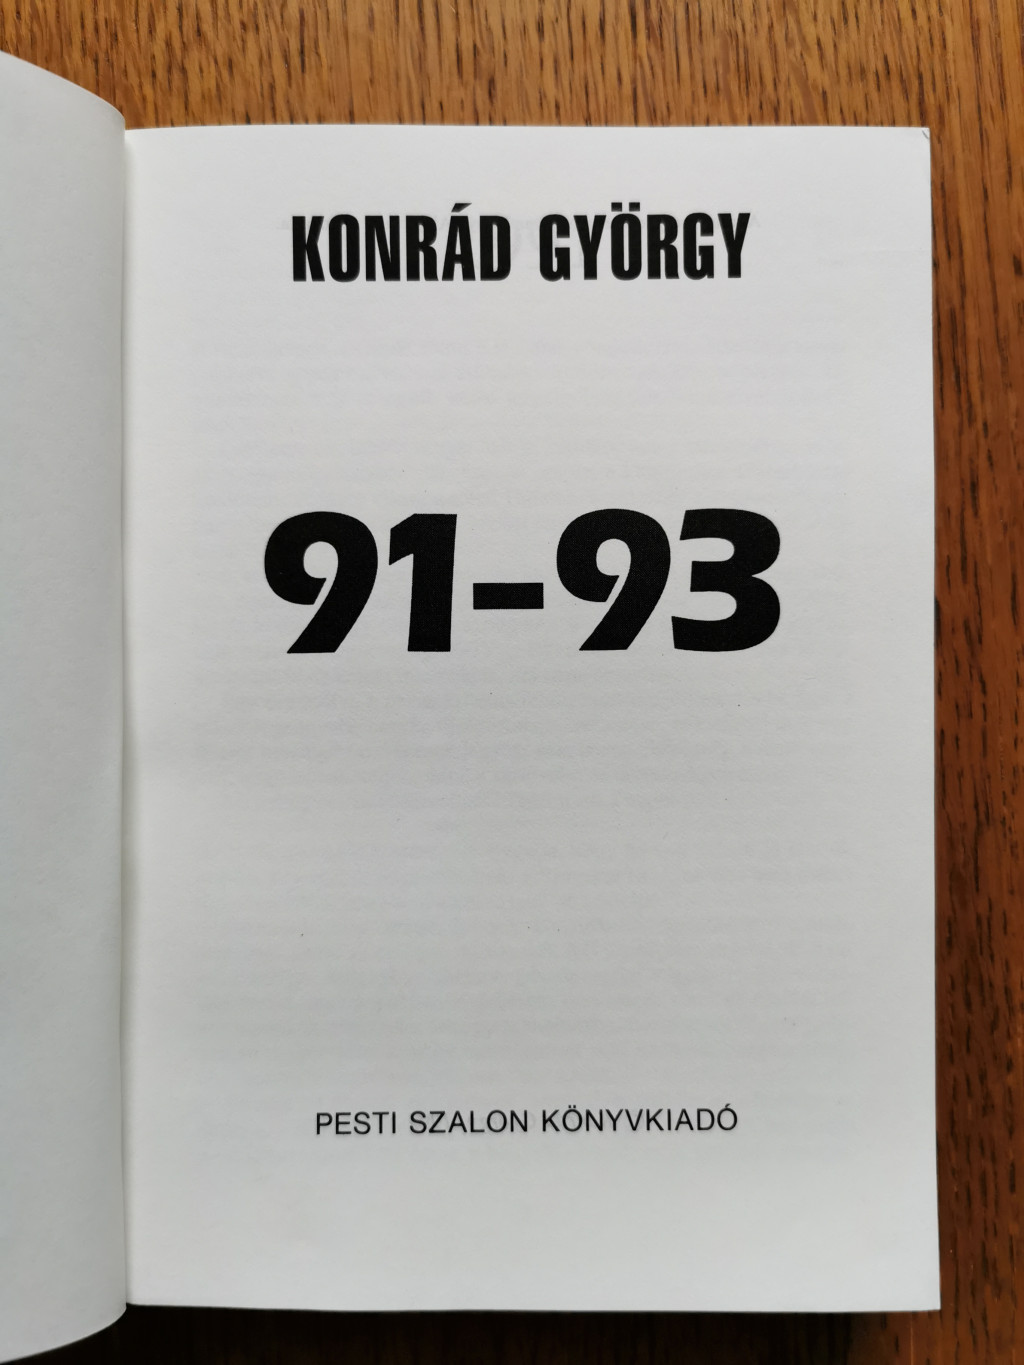 KONRÁD GYÖRGY
91–93
PESTI SZALON KÖNYVKIADÓ